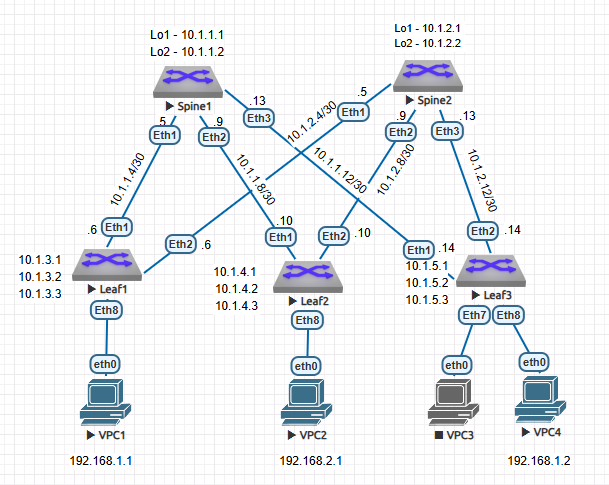 Lo1 - 10.1.1.1
Lo2 - 10.1.1.2
Lo1 - 10.1.2.1
Lo2 - 10.1.2.2
Spine1
Spine2
.5
Eth1
.9
Eth2
.13
Eth3
.5
Eth1
.9
Eth2
.13
Eth3
10.1.1.4/30
10.1.1.8/30
10.1.1.12/30
10.1.2.4/30
10.1.2.8/30
10.1.2.12/30
.6
Eth1
Eth2
.6
.10
Eth1
Eth2
.10
Eth1
.14
Eth2
.14
10.1.3.1
10.1.3.2
10.1.3.3
Leaf1
10.1.4.1
10.1.4.2
10.1.4.3
Leaf2
10.1.5.1
10.1.5.2
10.1.5.3
Leaf3
Eth8
Eth8
Eth7
Eth8
eth0
eth0
eth0
eth0
VPC1
VPC2
VPC3
VPC4
192.168.1.1
192.168.2.1
192.168.1.2